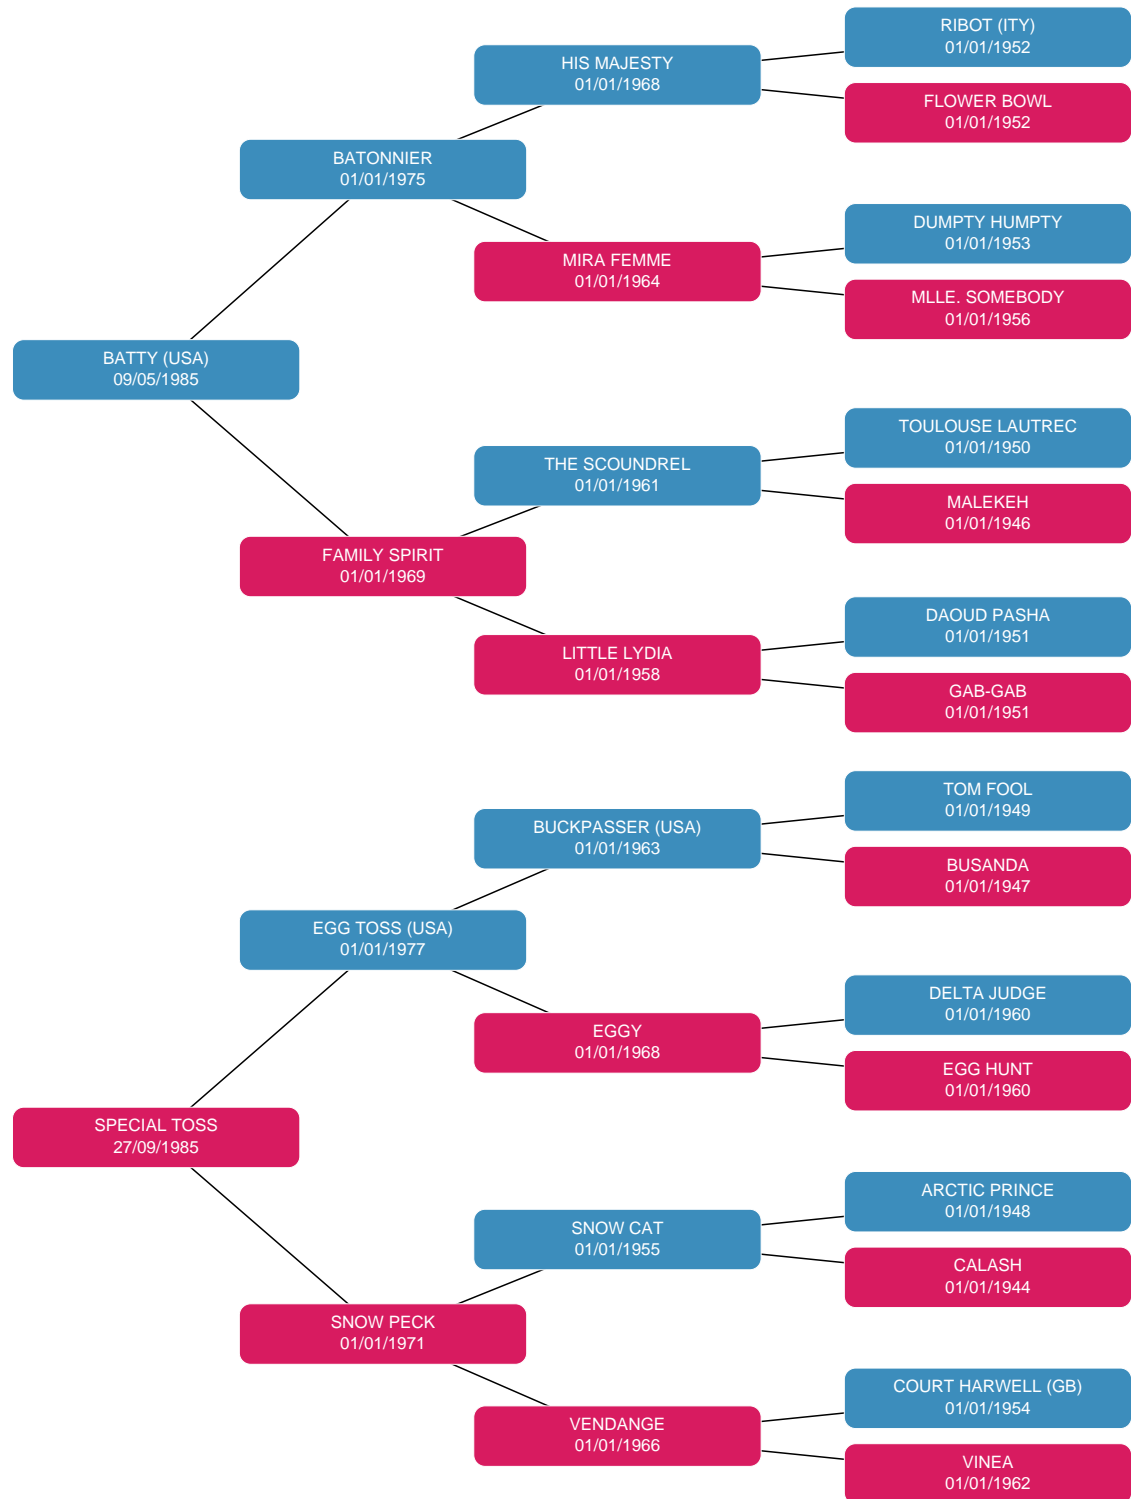 RIBOT (ITY)
01/01/1952
HIS MAJESTY
01/01/1968
FLOWER BOWL
01/01/1952
BATONNIER
01/01/1975
DUMPTY HUMPTY
01/01/1953
MIRA FEMME
01/01/1964
MLLE. SOMEBODY
01/01/1956
BATTY (USA)
09/05/1985
TOULOUSE LAUTREC
01/01/1950
THE SCOUNDREL
01/01/1961
MALEKEH
01/01/1946
FAMILY SPIRIT
01/01/1969
DAOUD PASHA
01/01/1951
LITTLE LYDIA
01/01/1958
GAB-GAB
01/01/1951
TOM FOOL
01/01/1949
BUCKPASSER (USA)
01/01/1963
BUSANDA
01/01/1947
EGG TOSS (USA)
01/01/1977
DELTA JUDGE
01/01/1960
EGGY
01/01/1968
EGG HUNT
01/01/1960
SPECIAL TOSS
27/09/1985
ARCTIC PRINCE
01/01/1948
SNOW CAT
01/01/1955
CALASH
01/01/1944
SNOW PECK
01/01/1971
COURT HARWELL (GB)
01/01/1954
VENDANGE
01/01/1966
VINEA
01/01/1962